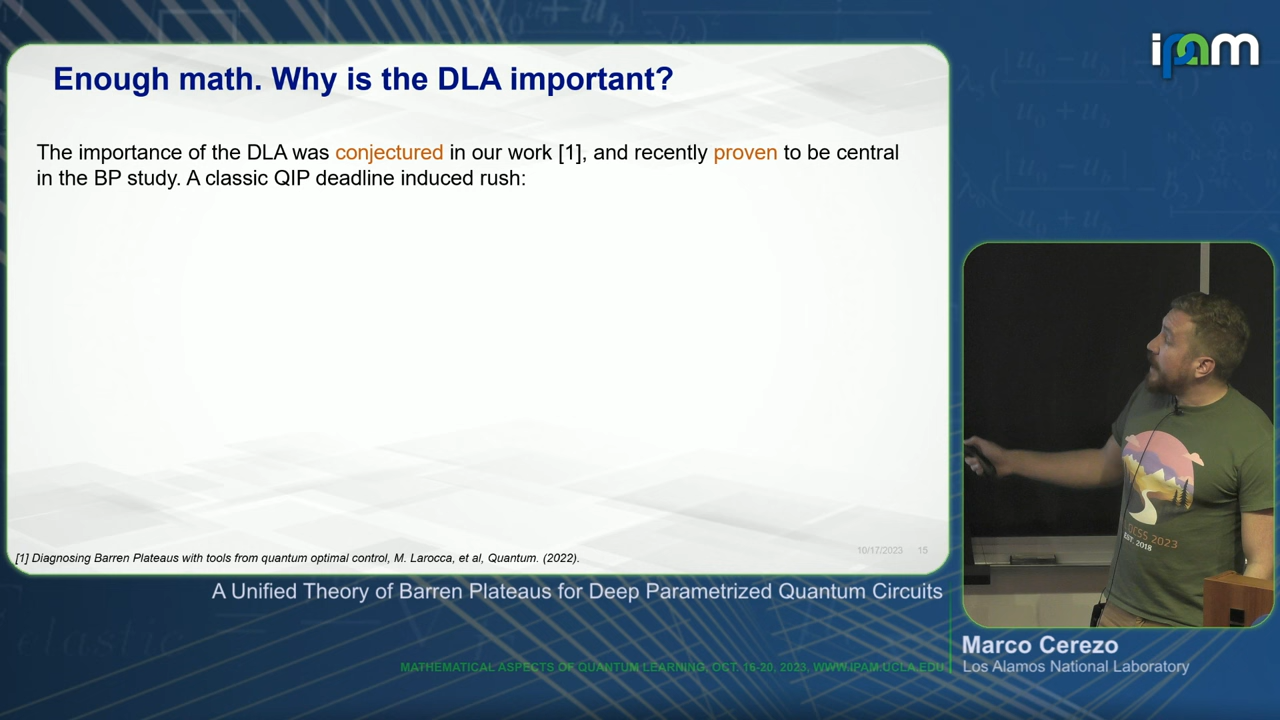 Enough math. Why is the DLA important?
The importance of the DLA was conjectured in our work [1], and recently proven to be central
in the BP study. A classic QIP deadline induced rush:
[1] Diagnosing Barren Plateaus with tools from quantum optimal control, M. Larocca, et al, Quantum. (2022).
10/17/2023 15
A Unified Theory of Barren Plateaus for Deep Parametrized Quantum Circuits
MATHEMATICAL ASPECTS OF QUANTUM LEARNING, OCT. 16-20, 2023, WWW.IPAM.UCLA.EDU
ipam
QCSS 2023
EST. 2018
Marco Cerezo
Los Alamos National Laboratory
elastic